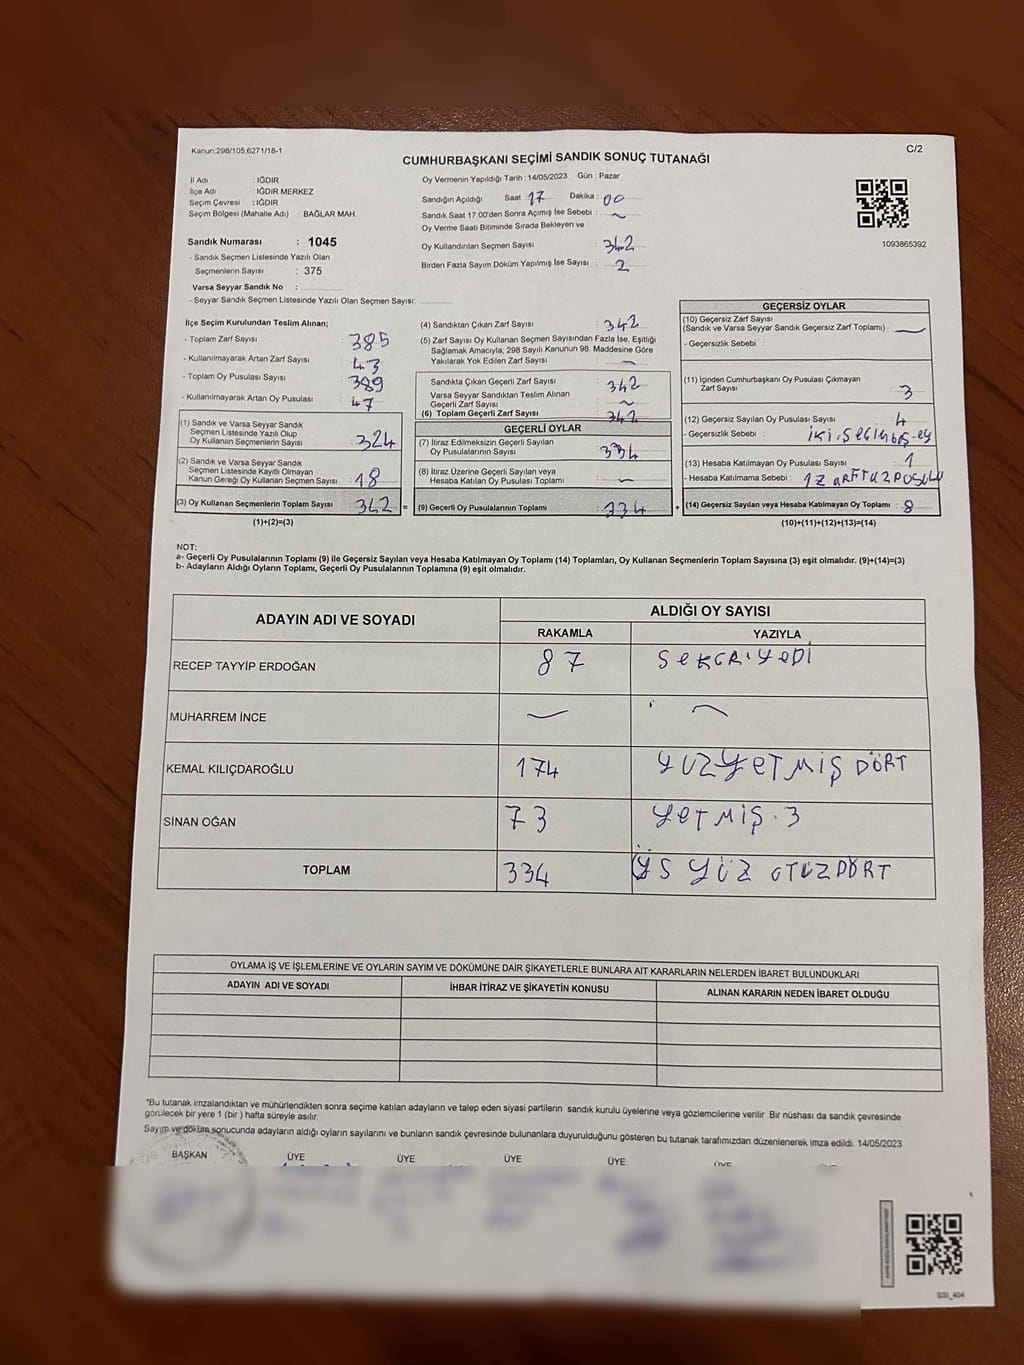 Kanun:298/105,6271/18-1
C/2
CUMHURBAŞKANI SEÇİMİ SANDIK SONUÇ TUTANAĞI
İl Adı : IĞDIR
İlçe Adı : IĞDIR MERKEZ
Seçim Çevresi : IĞDIR
Seçim Bölgesi (Mahalle Adı) : BAĞLAR MAH.
Sandık Numarası : 1045
- Sandık Seçmen Listesinde Yazılı Olan
Seçmenlerin Sayısı : 375
Varsa Seyyar Sandık No :
- Seyyar Sandık Seçmen Listesinde Yazılı Olan Seçmen Sayısı:
Oy Vermenin Yapıldığı Tarih : 14/05/2023 Gün : Pazar
Sandığın Açıldığı Saat 17 Dakika : 00
Sandık Saat 17:00'den Sonra Açımış İse Sebebi : ~
Oy Verme Saati Bitiminde Sırada Bekleyen ve
Oy Kullandırılan Seçmen Sayısı : 342
Birden Fazla Sayım Döküm Yapılmış İse Sayısı : 2
1093865392
İlçe Seçim Kurulundan Teslim Alınan;
- Toplam Zarf Sayısı 385
- Kullanılmayarak Artan Zarf Sayısı : 43
- Toplam Oy Pusulası Sayısı 389
- Kullanılmayarak Artan Oy Pusulası : 47
(1) Sandık ve Varsa Seyyar Sandık
Seçmen Listesinde Yazılı Olup
Oy Kullanan Seçmenlerin Sayısı : 324
(2) Sandık ve Varsa Seyyar Sandık
Seçmen Listesinde Kayıtlı Olmayan
Kanun Gereği Oy Kullanan Seçmen Sayısı : 18
(3) Oy Kullanan Seçmenlerin Toplam Sayısı : 342 =
(1)+(2)=(3)
(4) Sandıktan Çıkan Zarf Sayısı : 342
(5) Zarf Sayısı Oy Kullanan Seçmen Sayısından Fazla İse, Eşitliği
Sağlamak Amacıyla, 298 Sayılı Kanunun 98. Maddesine Göre
Yakılarak Yok Edilen Zarf Sayısı : ~
Sandıkta Çıkan Geçerli Zarf Sayısı : 342
Varsa Seyyar Sandıktan Teslim Alınan
Geçerli Zarf Sayısı : ~
(6) Toplam Geçerli Zarf Sayısı : 342
GEÇERLİ OYLAR
(7) İtiraz Edilmeksizin Geçerli Sayılan
Oy Pusulasının Sayısı : 334
(8) İtiraz Üzerine Geçerli Sayılan veya
Hesaba Katılan Oy Pusulası Toplamı : ~
(9) Geçerli Oy Pusulalarının Toplamı : 334 +
GEÇERSİZ OYLAR
(10) Geçersiz Zarf Sayısı
(Sandık ve Varsa Seyyar Sandık Geçersiz Zarf Toplamı) : ~
- Geçersizlik Sebebi :
(11) İçinden Cumhurbaşkanı Oy Pusulası Çıkmayan
Zarf Sayısı : 3
(12) Geçersiz Sayılan Oy Pusulası Sayısı : 4
- Geçersizlik Sebebi :
(13) Hesaba Katılmayan Oy Pusulası Sayısı : 1
- Hesaba Katılmama Sebebi :
(14) Geçersiz Sayılan veya Hesaba Katılmayan Oy Toplamı : 8
(10)+(11)+(12)+(13)=(14)
NOT:
a- Geçerli Oy Pusulalarının Toplamı (9) ile Geçersiz Sayılan veya Hesaba Katılmayan Oy Toplamı (14) Toplamları, Oy Kullanan Seçmenlerin Toplam Sayısına (3) eşit olmalıdır. (9)+(14)=(3)
b- Adayların Aldığı Oyların Toplamı, Geçerli Oy Pusulalarının Toplamına (9) eşit olmalıdır.
ADAYIN ADI VE SOYADI ALDIĞI OY SAYISI
RAKAMLA YAZIYLA
RECEP TAYYİP ERDOĞAN 87
MUHARREM İNCE ~ ~
KEMAL KILIÇDAROĞLU 174 YUZYETMİŞ DÖRT
SİNAN OĞAN 73 YETMİŞ.3
TOPLAM 334 ÜS YÜZ OTUZDÖRT
OYLAMA İŞ VE İŞLEMLERİNE VE OYLARIN SAYIM VE DÖKÜMÜNE DAİR ŞİKAYETLERLE BUNLARA AİT KARARLARIN NELERDEN İBARET BULUNDUKLARI
ADAYIN ADI VE SOYADI İHBAR İTİRAZ VE ŞİKAYETİN KONUSU ALINAN KARARIN NEDEN İBARET OLDUĞU
*Bu tutanak imzalandıktan ve mühürlendikten sonra seçime katılan adayların ve talep eden siyasi partilerin sandık kurulu üyelerine veya gözlemcilerine verilir. Bir nüshası da sandık çevresinde
görülecek bir yere 1 (bir ) hafta süreyle asılır.
Sayım ve döküm sonucunda adayların aldığı oyların sayılarını ve bunların sandık çevresinde bulunanlara duyurulduğunu gösteren bu tutanak tarafımızdan düzenlenerek imza edildi. 14/05/2023
BAŞKAN ÜYE ÜYE ÜYE ÜYE ÜYE
SSI_404